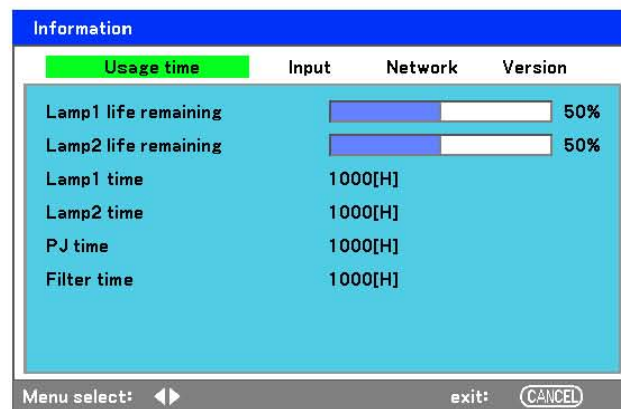 Information
Usage time Input Network Version
Lamp1 life remaining 50%
Lamp2 life remaining 50%
Lamp1 time 1000[H]
Lamp2 time 1000[H]
PJ time 1000[H]
Filter time 1000[H]
Menu select: exit: CANCEL